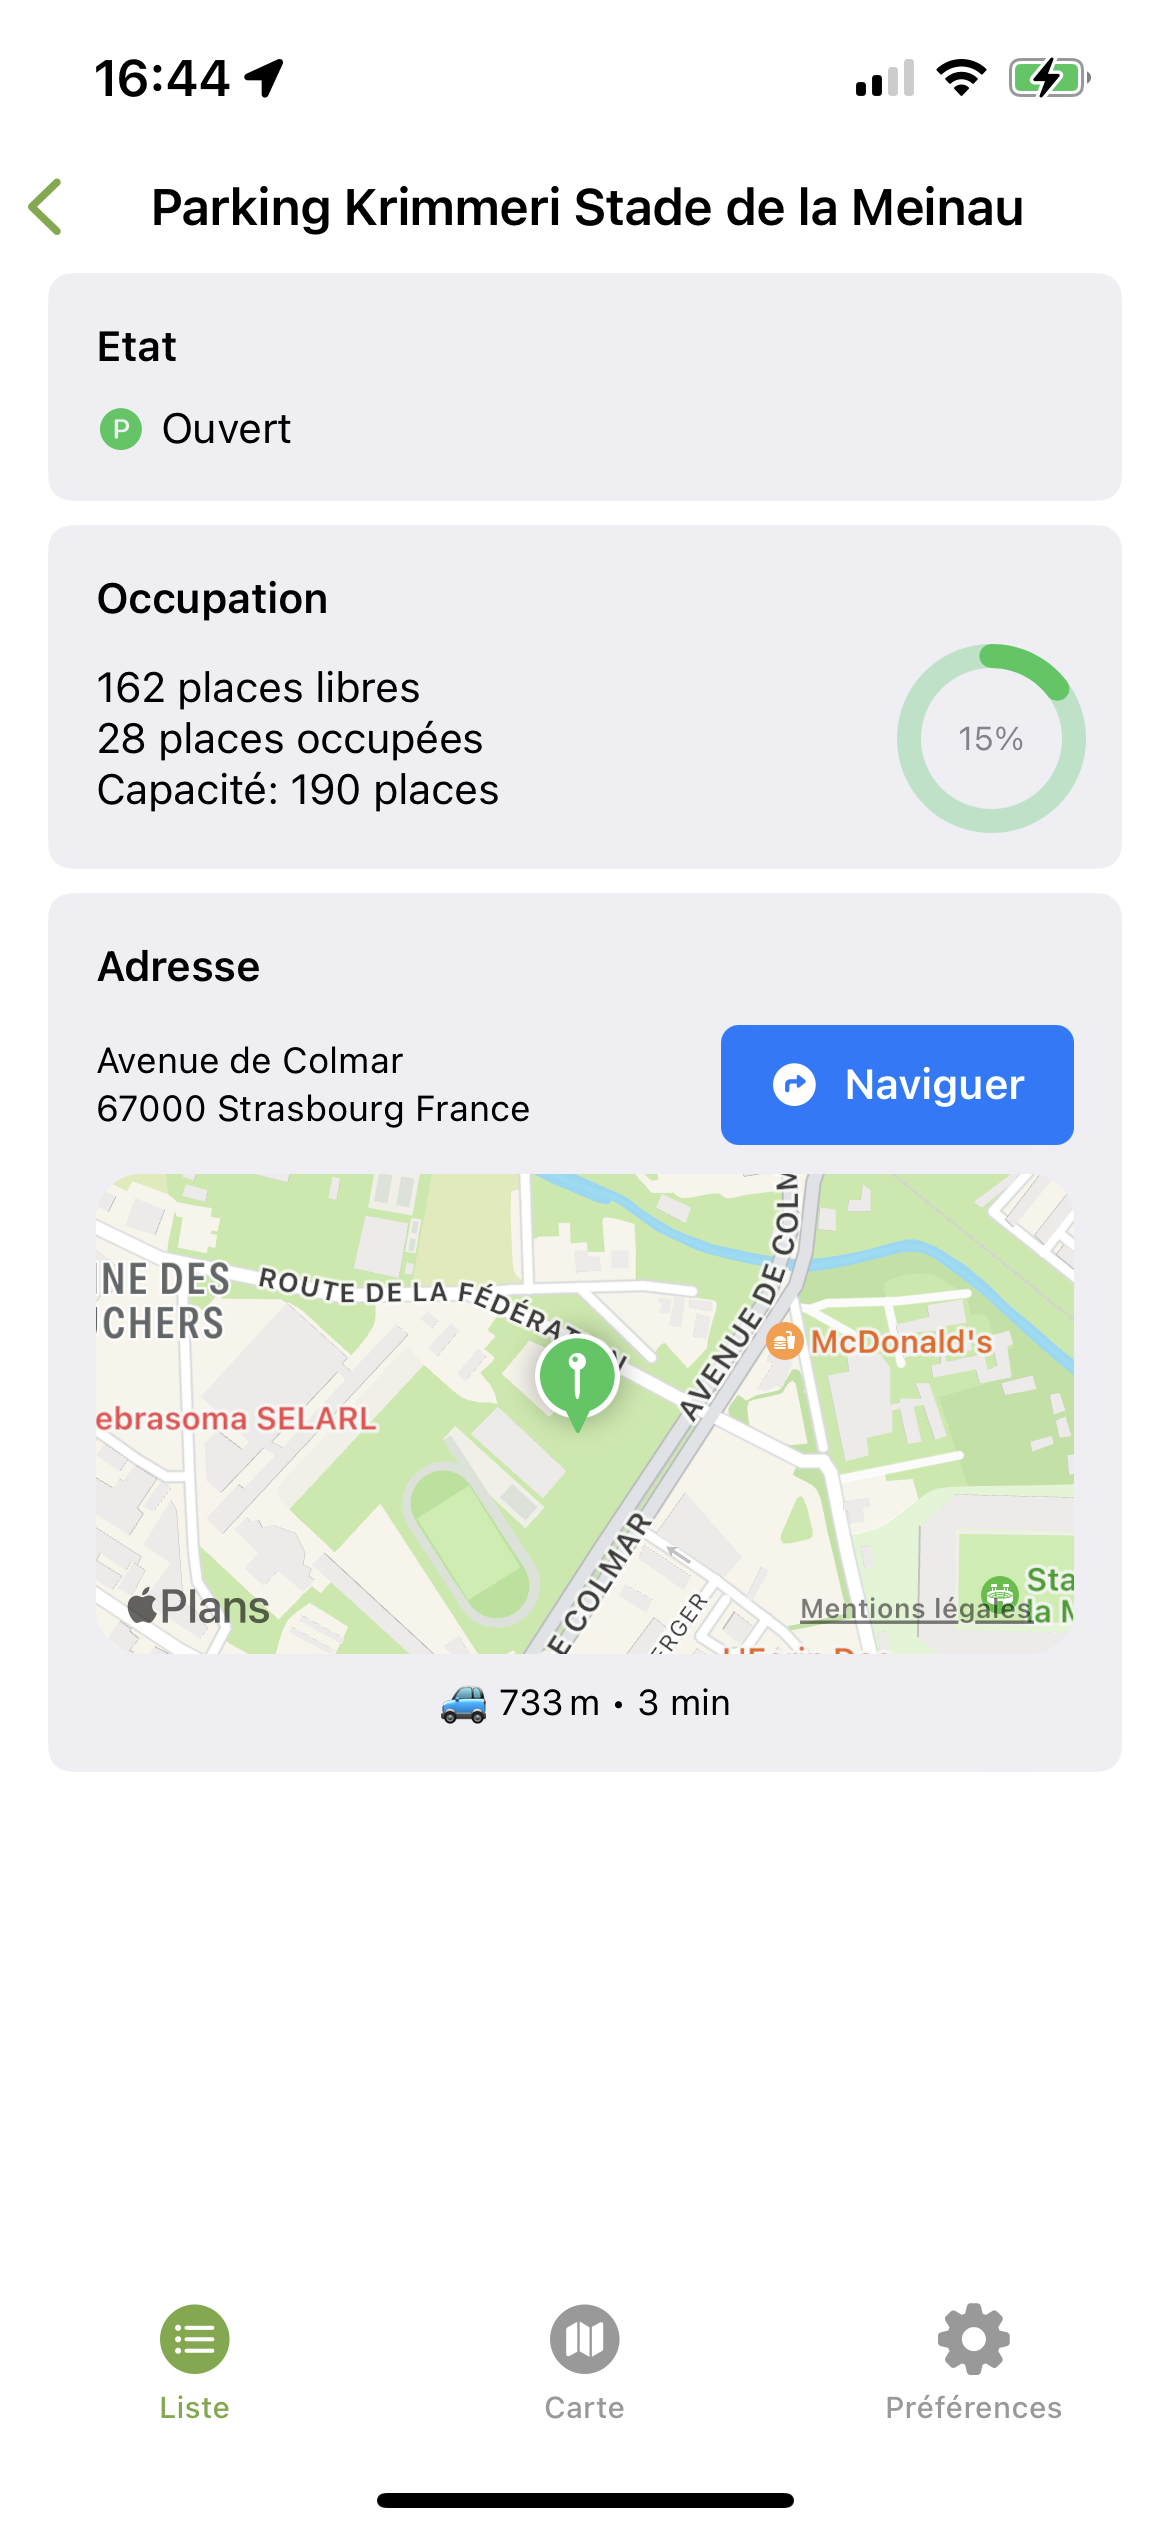 16:44
Parking Krimmeri Stade de la Meinau
Etat
P Ouvert
Occupation
162 places libres
28 places occupées
Capacité: 190 places
15%
Adresse
Avenue de Colmar
67000 Strasbourg France
Naviguer
AVENUE DE COLM
NE DES
ROUTE DE LA FÉDÉRAT
CHERS
McDonald's
ebrasoma SELARL
E COLMAR
Sta
la M
ERGER
Plans
Mentions légales
733 m • 3 min
Liste
Carte
Préférences